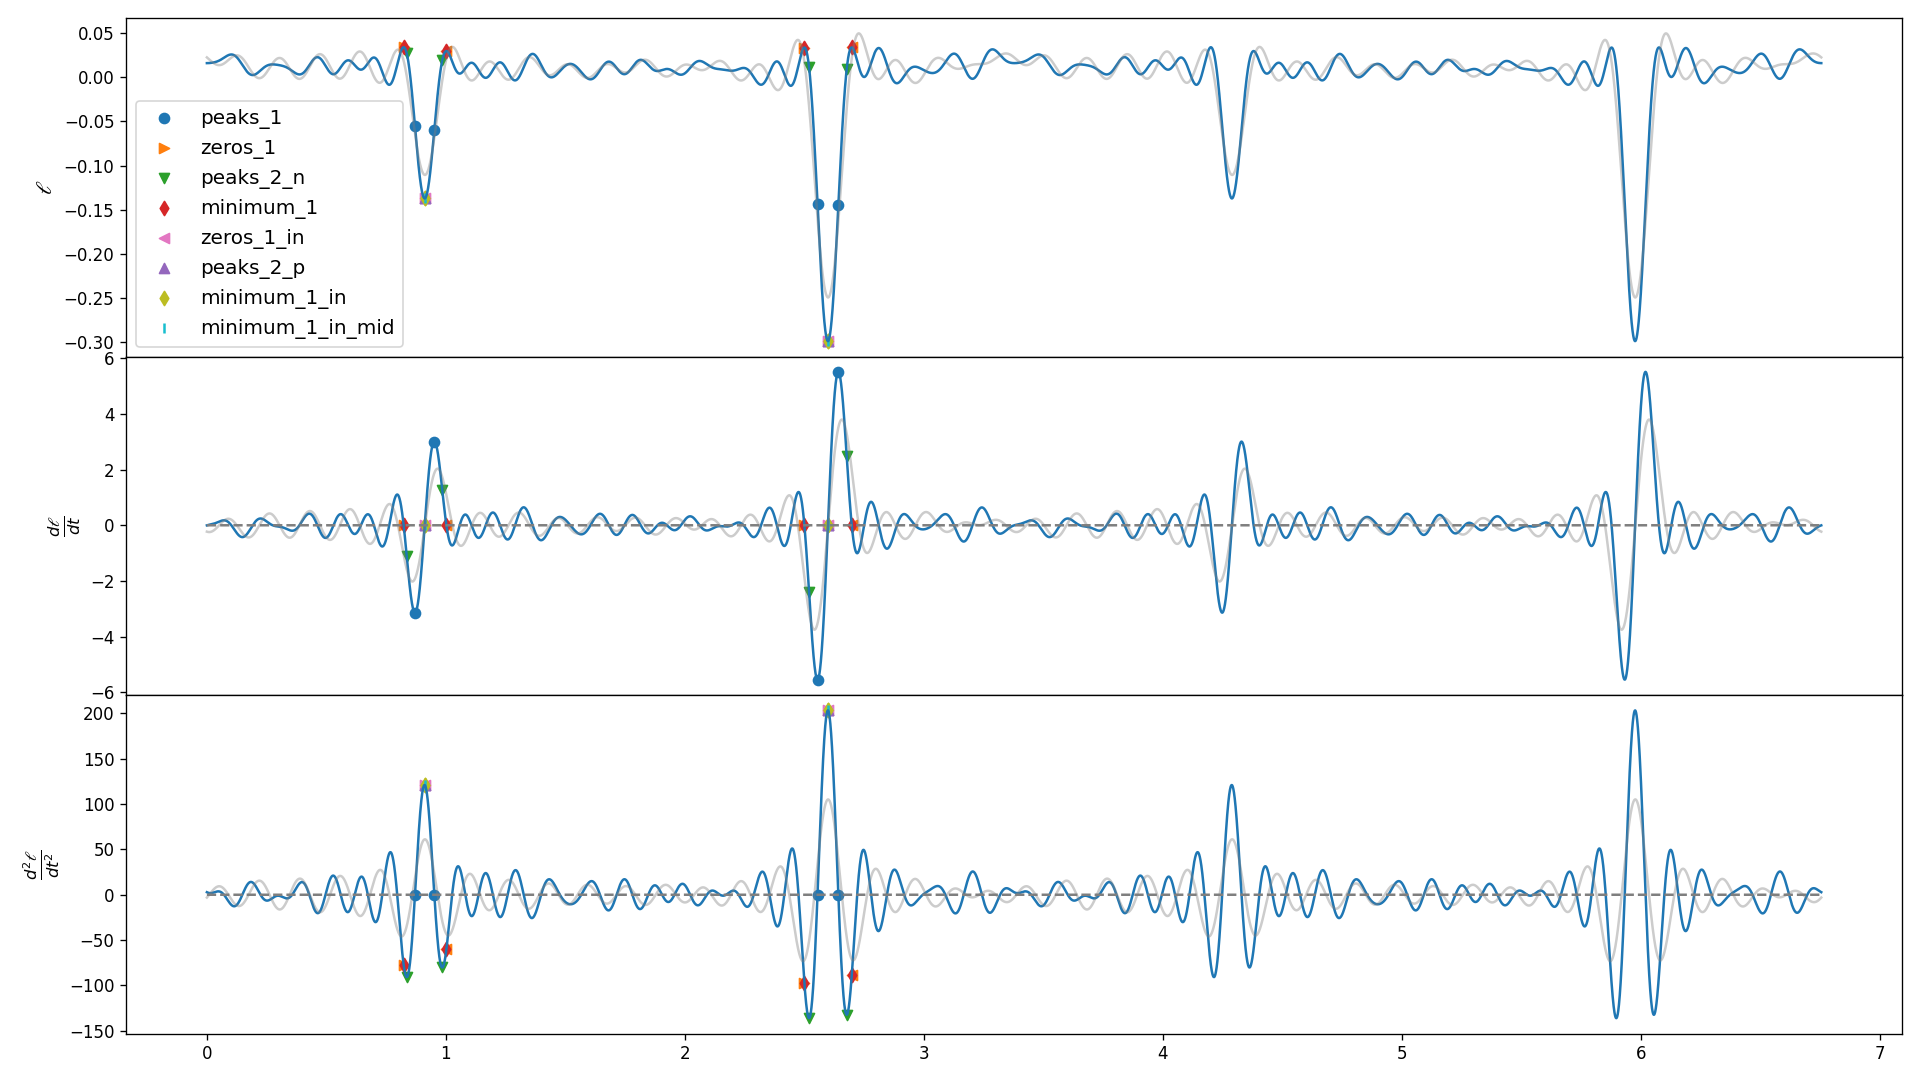 0.05
0.00
−0.05
−0.10
−0.15
−0.20
−0.25
−0.30
ℓ
peaks_1
zeros_1
peaks_2_n
minimum_1
zeros_1_in
peaks_2_p
minimum_1_in
minimum_1_in_mid
6
4
2
0
−2
−4
−6
dℓ
dt
200
150
100
50
0
−50
−100
−150
d²ℓ
dt²
0 1 2 3 4 5 6 7